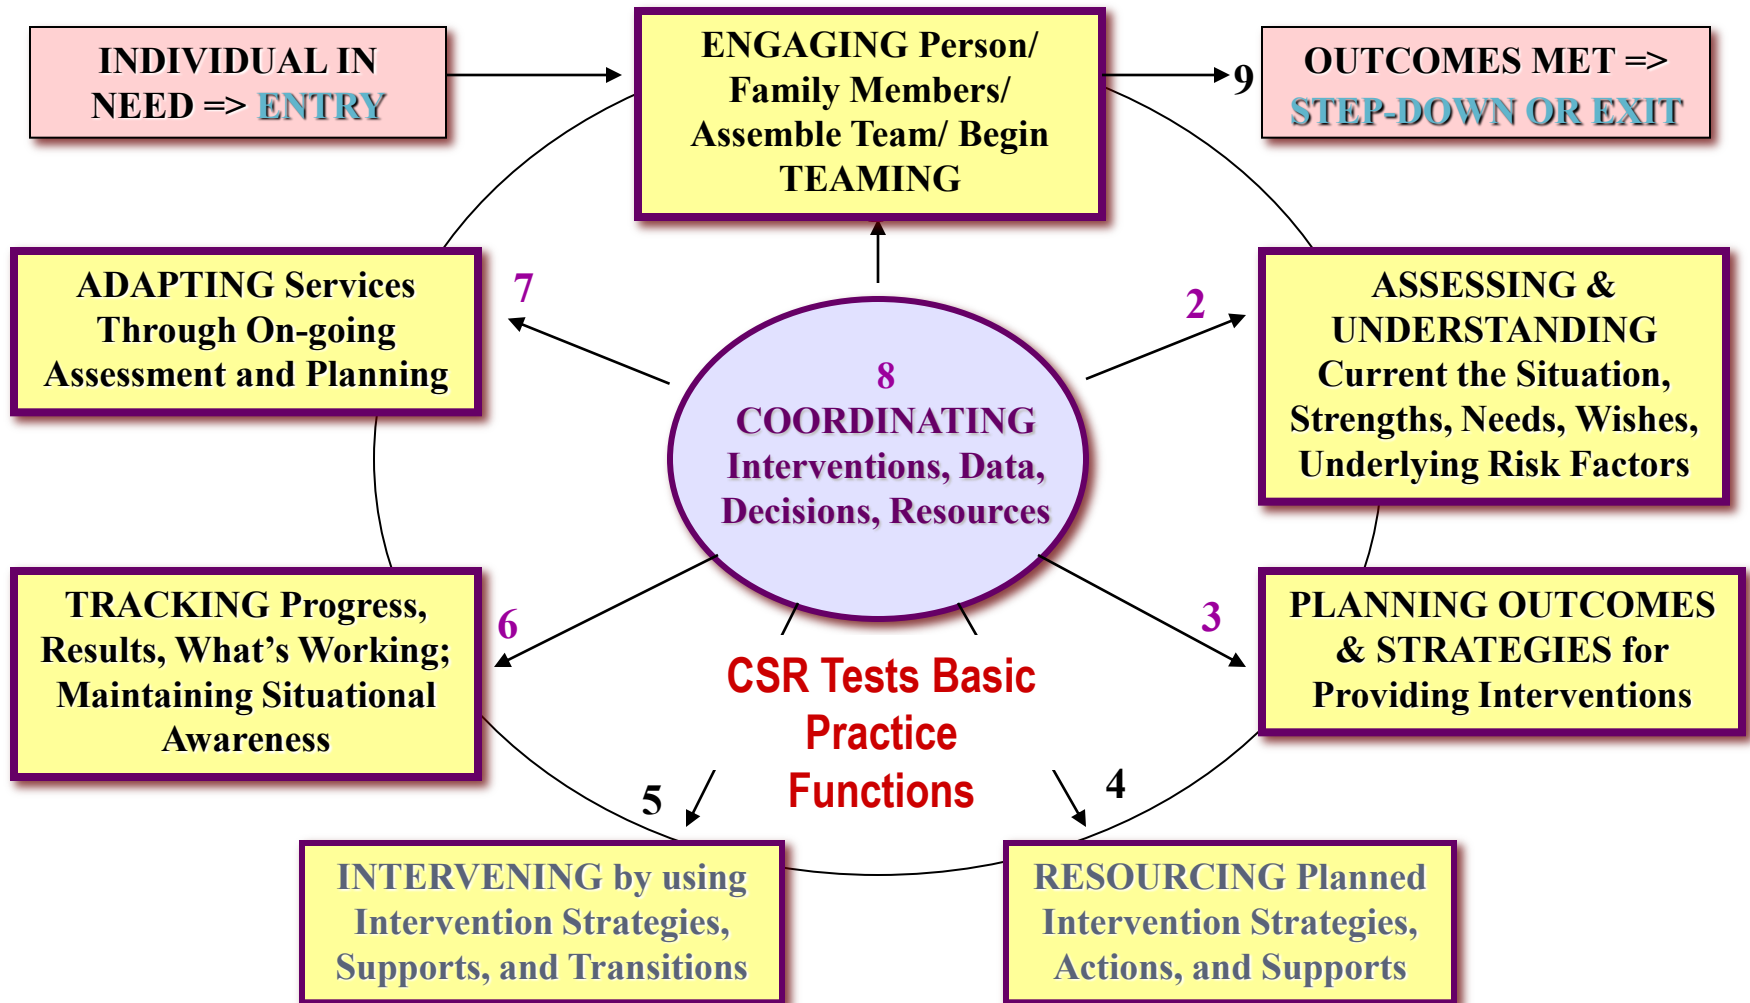 INDIVIDUAL IN
NEED => ENTRY
ENGAGING Person/
Family Members/
Assemble Team/ Begin
TEAMING
9
OUTCOMES MET =>
STEP-DOWN OR EXIT
ADAPTING Services
Through On-going
Assessment and Planning
7
2
ASSESSING &
UNDERSTANDING
Current the Situation,
Strengths, Needs, Wishes,
Underlying Risk Factors
8
COORDINATING
Interventions, Data,
Decisions, Resources
TRACKING Progress,
Results, What's Working;
Maintaining Situational
Awareness
6
3
PLANNING OUTCOMES
& STRATEGIES for
Providing Interventions
CSR Tests Basic
Practice
Functions
5
4
INTERVENING by using
Intervention Strategies,
Supports, and Transitions
RESOURCING Planned
Intervention Strategies,
Actions, and Supports